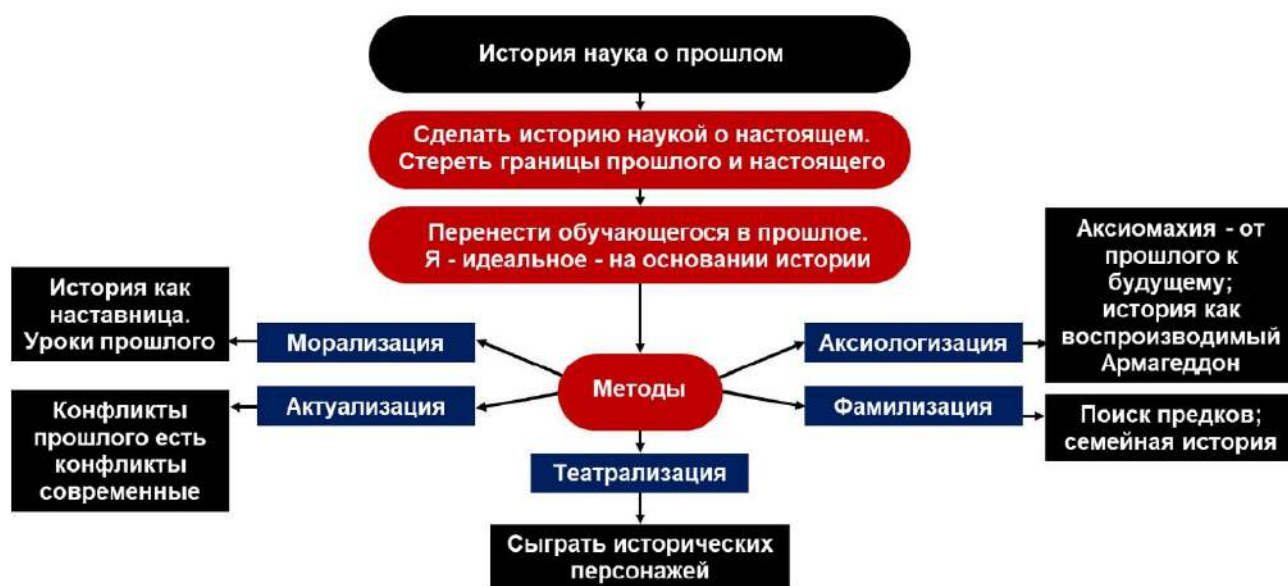 История наука о прошлом
Сделать историю наукой о настоящем.
Стереть границы прошлого и настоящего
Перенести обучающегося в прошлое.
Я - идеальное - на основании истории
История как
наставница.
Уроки прошлого
Морализация
Аксиологизация
Аксиомахия - от
прошлого к
будущему;
история как
воспроизводимый
Армагеддон
Методы
Конфликты
прошлого есть
конфликты
современные
Актуализация
Фамилизация
Поиск предков;
семейная история
Театрализация
Сыграть исторических
персонажей